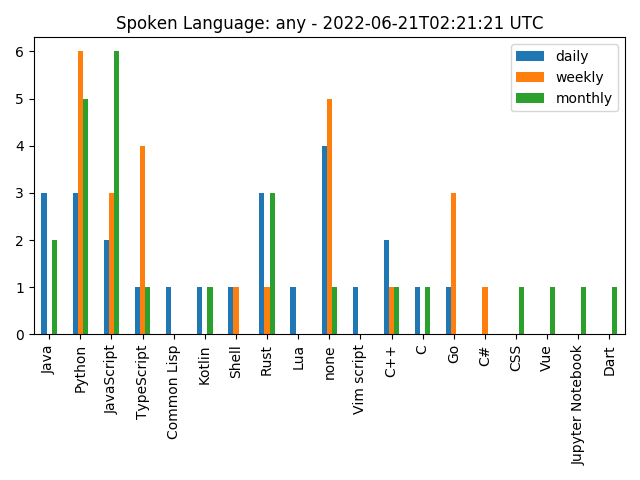 Spoken Language: any - 2022-06-21T02:21:21 UTC
daily
weekly
monthly
6
5
4
3
2
1
0
Java
Python
JavaScript
TypeScript
Common Lisp
Kotlin
Shell
Rust
Lua
none
Vim script
C++
C
Go
C#
CSS
Vue
Jupyter Notebook
Dart